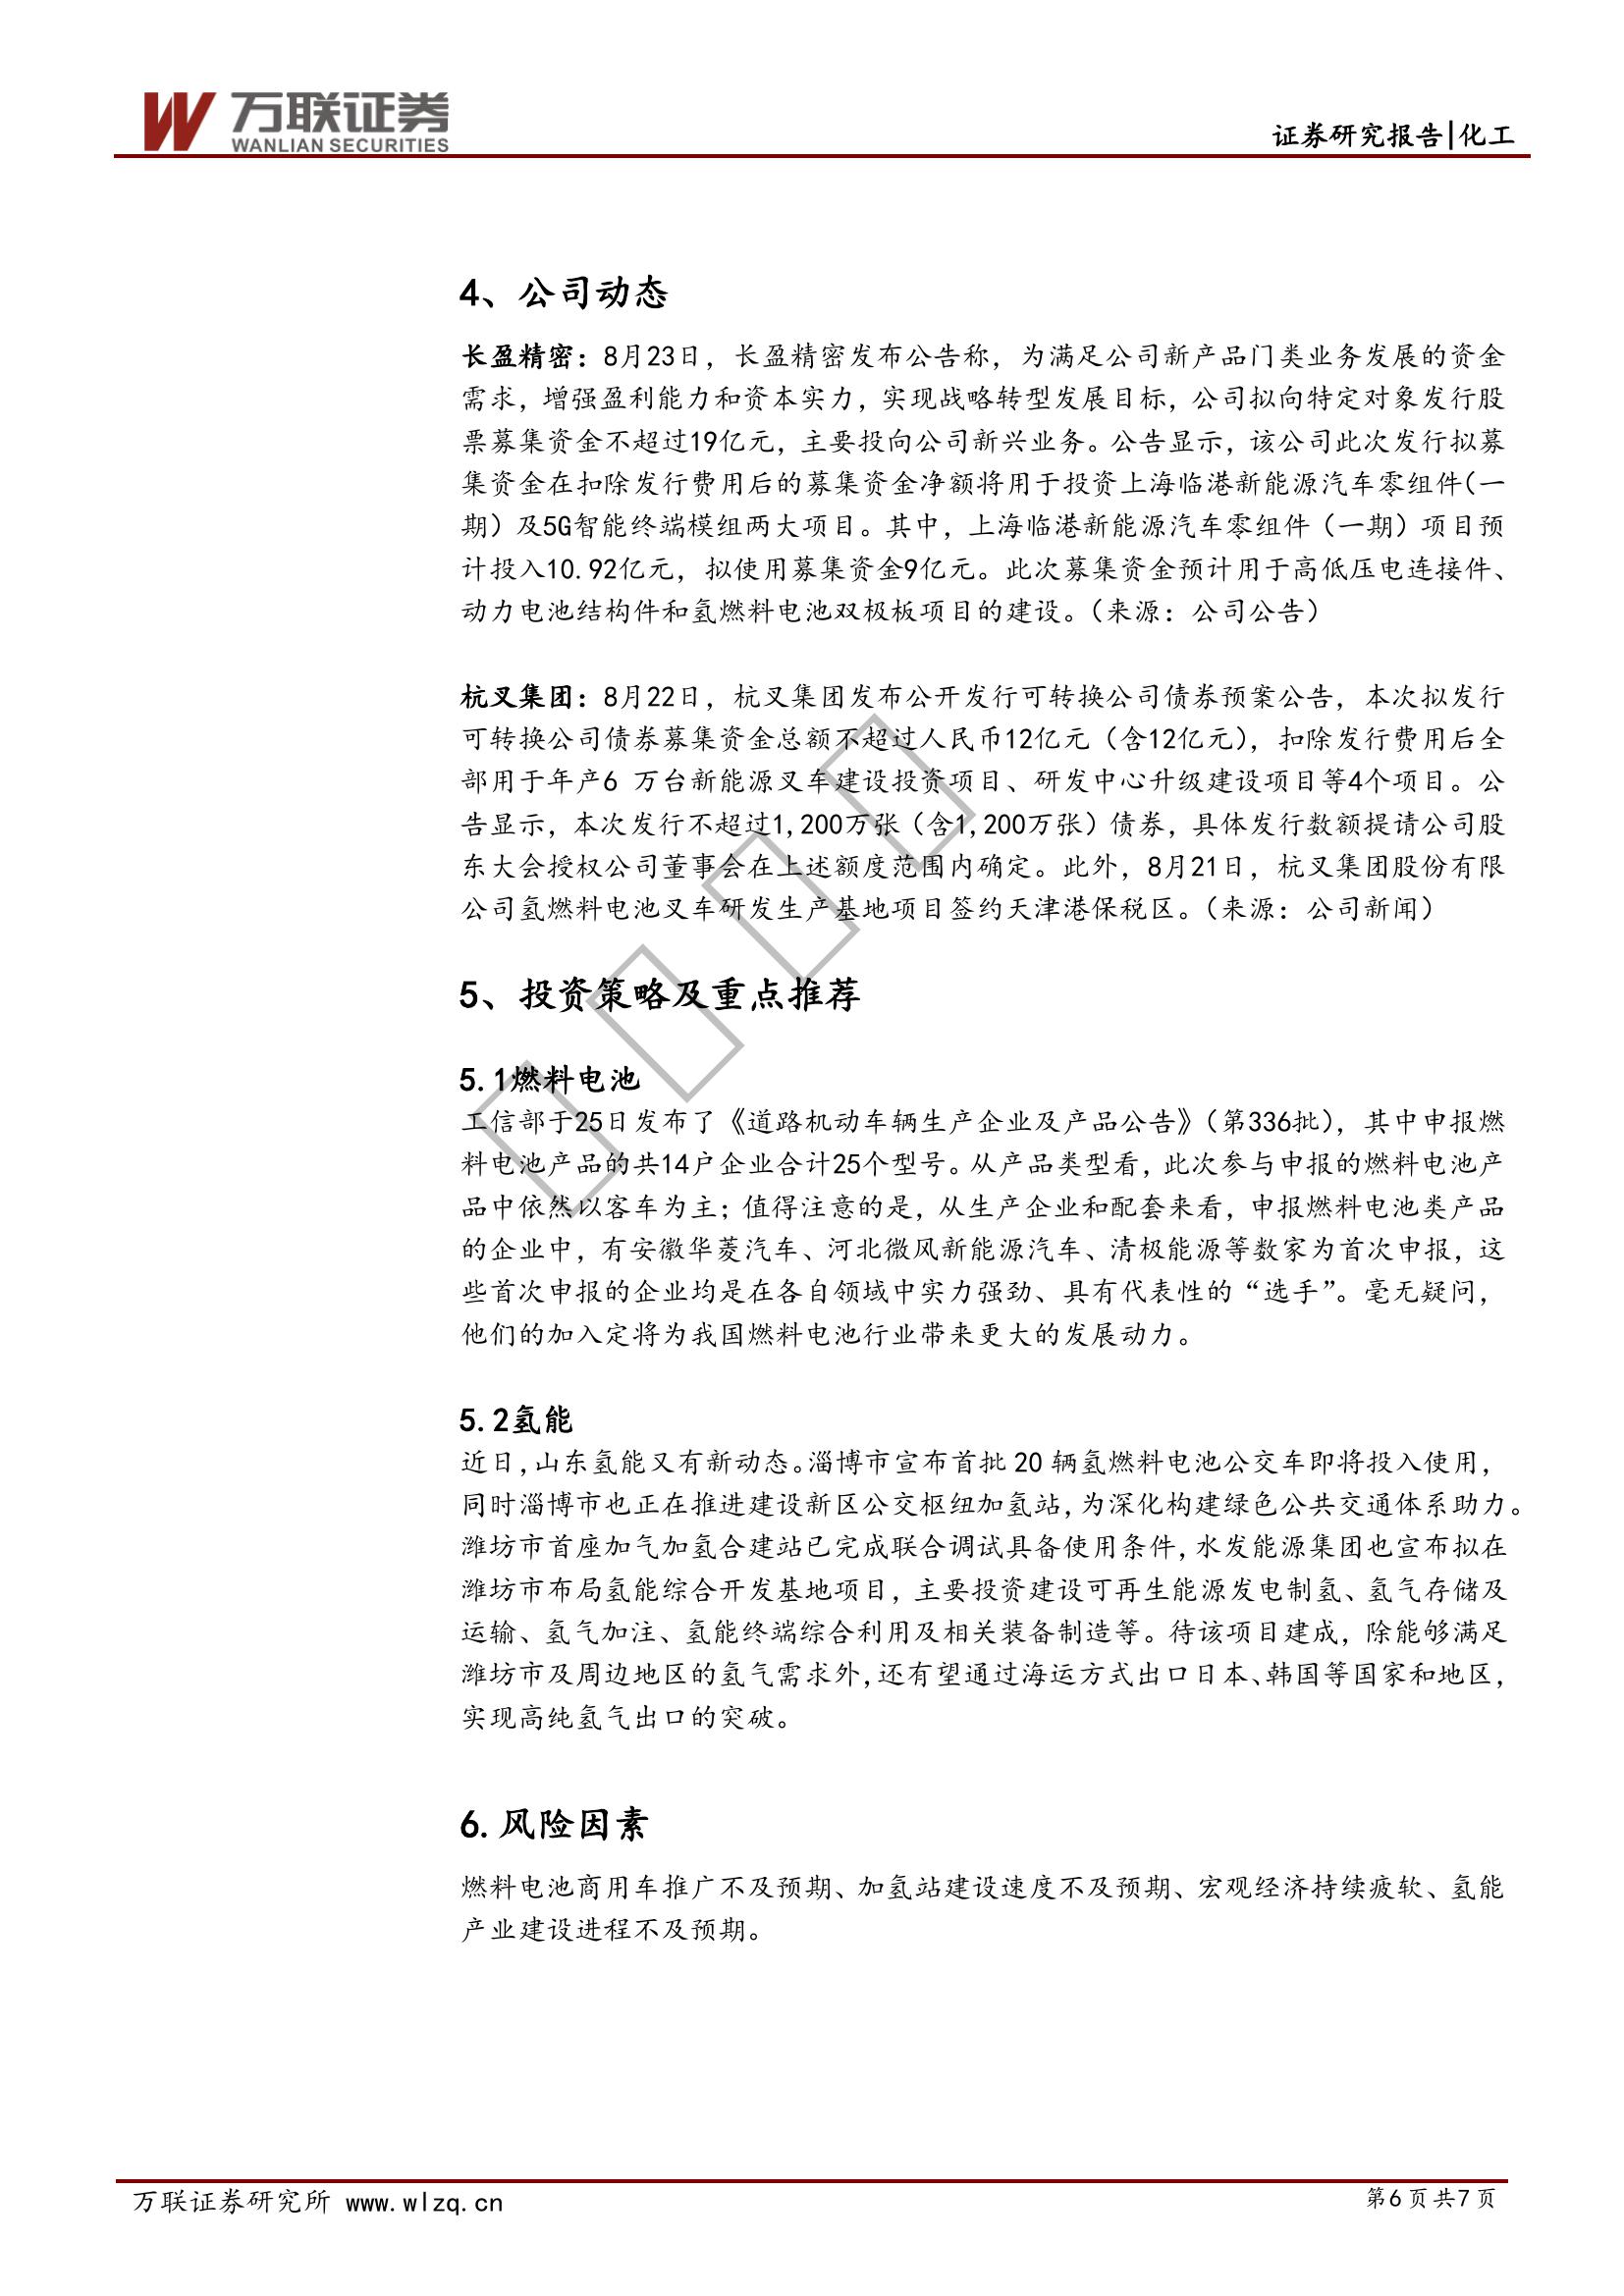 万联证券
WANLIAN SECURITIES
证券研究报告|化工
4、公司动态
长盈精密：8月23日，长盈精密发布公告称，为满足公司新产品门类业务发展的资金
需求，增强盈利能力和资本实力，实现战略转型发展目标，公司拟向特定对象发行股
票募集资金不超过19亿元，主要投向公司新兴业务。公告显示，该公司此次发行拟募
集资金在扣除发行费用后的募集资金净额将用于投资上海临港新能源汽车零组件(一
期）及5G智能终端模组两大项目。其中，上海临港新能源汽车零组件（一期）项目预
计投入10.92亿元，拟使用募集资金9亿元。此次募集资金预计用于高低压电连接件、
动力电池结构件和氢燃料电池双极板项目的建设。（来源：公司公告）
杭叉集团：8月22日，杭叉集团发布公开发行可转换公司债券预案公告，本次拟发行
可转换公司债券募集资金总额不超过人民币12亿元（含12亿元），扣除发行费用后全
部用于年产6 万台新能源叉车建设投资项目、研发中心升级建设项目等4个项目。公
告显示，本次发行不超过1,200万张（含1,200万张）债券，具体发行数额提请公司股
东大会授权公司董事会在上述额度范围内确定。此外，8月21日，杭叉集团股份有限
公司氢燃料电池叉车研发生产基地项目签约天津港保税区。（来源：公司新闻）
5、投资策略及重点推荐
5.1燃料电池
工信部于25日发布了《道路机动车辆生产企业及产品公告》（第336批），其中申报燃
料电池产品的共14户企业合计25个型号。从产品类型看，此次参与申报的燃料电池产
品中依然以客车为主；值得注意的是，从生产企业和配套来看，申报燃料电池类产品
的企业中，有安徽华菱汽车、河北微风新能源汽车、清极能源等数家为首次申报，这
些首次申报的企业均是在各自领域中实力强劲、具有代表性的“选手”。毫无疑问，
他们的加入定将为我国燃料电池行业带来更大的发展动力。
5.2氢能
近日，山东氢能又有新动态。淄博市宣布首批 20 辆氢燃料电池公交车即将投入使用，
同时淄博市也正在推进建设新区公交枢纽加氢站，为深化构建绿色公共交通体系助力。
潍坊市首座加气加氢合建站已完成联合调试具备使用条件，水发能源集团也宣布拟在
潍坊市布局氢能综合开发基地项目，主要投资建设可再生能源发电制氢、氢气存储及
运输、氢气加注、氢能终端综合利用及相关装备制造等。待该项目建成，除能够满足
潍坊市及周边地区的氢气需求外，还有望通过海运方式出口日本、韩国等国家和地区，
实现高纯氢气出口的突破。
6.风险因素
燃料电池商用车推广不及预期、加氢站建设速度不及预期、宏观经济持续疲软、氢能
产业建设进程不及预期。
万联证券研究所 www.wlzq.cn
第6页共7页